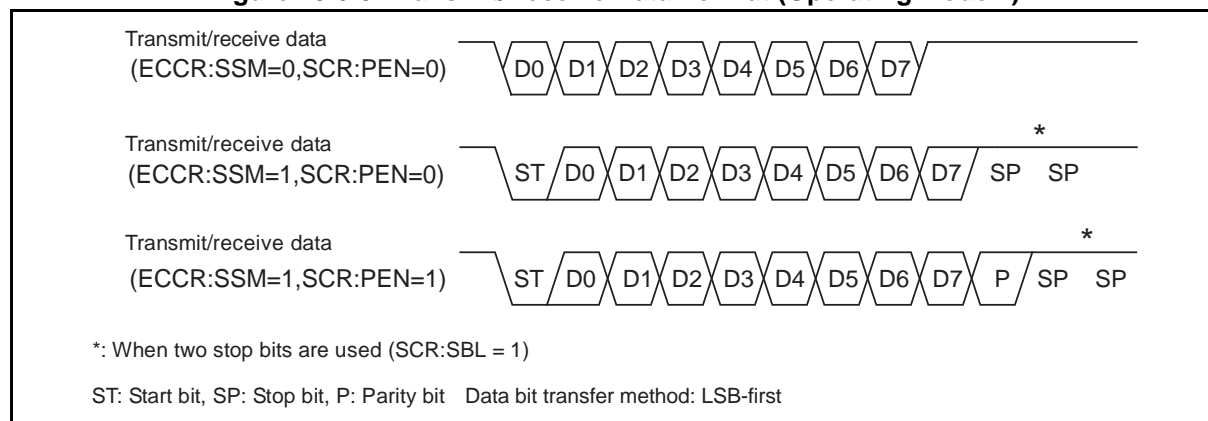 Transmit/receive data
(ECCR:SSM=0,SCR:PEN=0)
D0 D1 D2 D3 D4 D5 D6 D7
Transmit/receive data
(ECCR:SSM=1,SCR:PEN=0)
*
ST D0 D1 D2 D3 D4 D5 D6 D7 SP SP
Transmit/receive data
(ECCR:SSM=1,SCR:PEN=1)
*
ST D0 D1 D2 D3 D4 D5 D6 D7 P SP SP
*: When two stop bits are used (SCR:SBL = 1)
ST: Start bit, SP: Stop bit, P: Parity bit Data bit transfer method: LSB-first